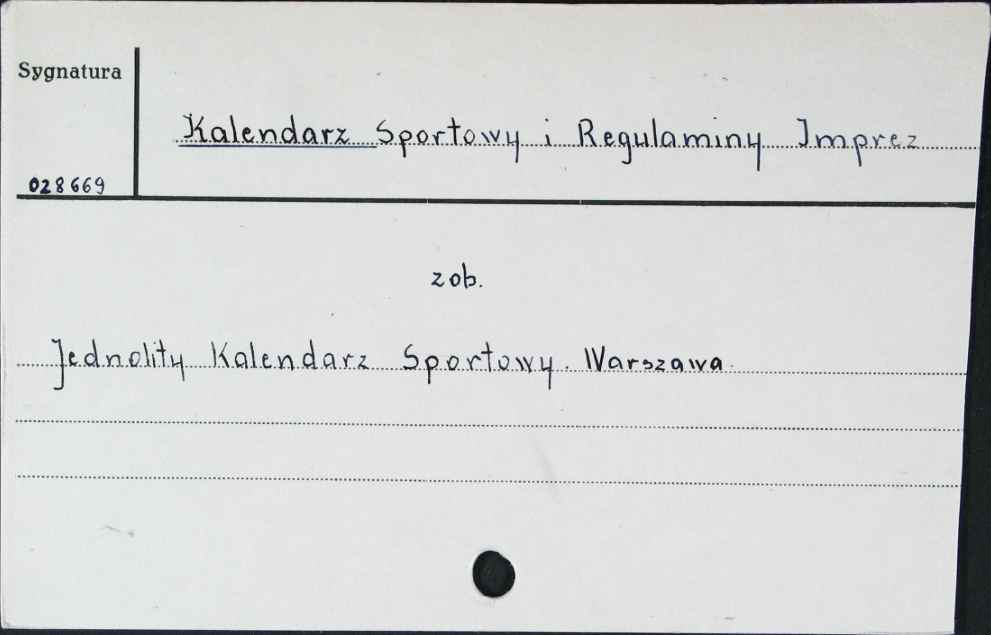 Sygnatura
Kalendarz Sportowy i Regulaminy Imprez
028669
zob.
Jednolity Kalendarz Sportowy. Warszawa.